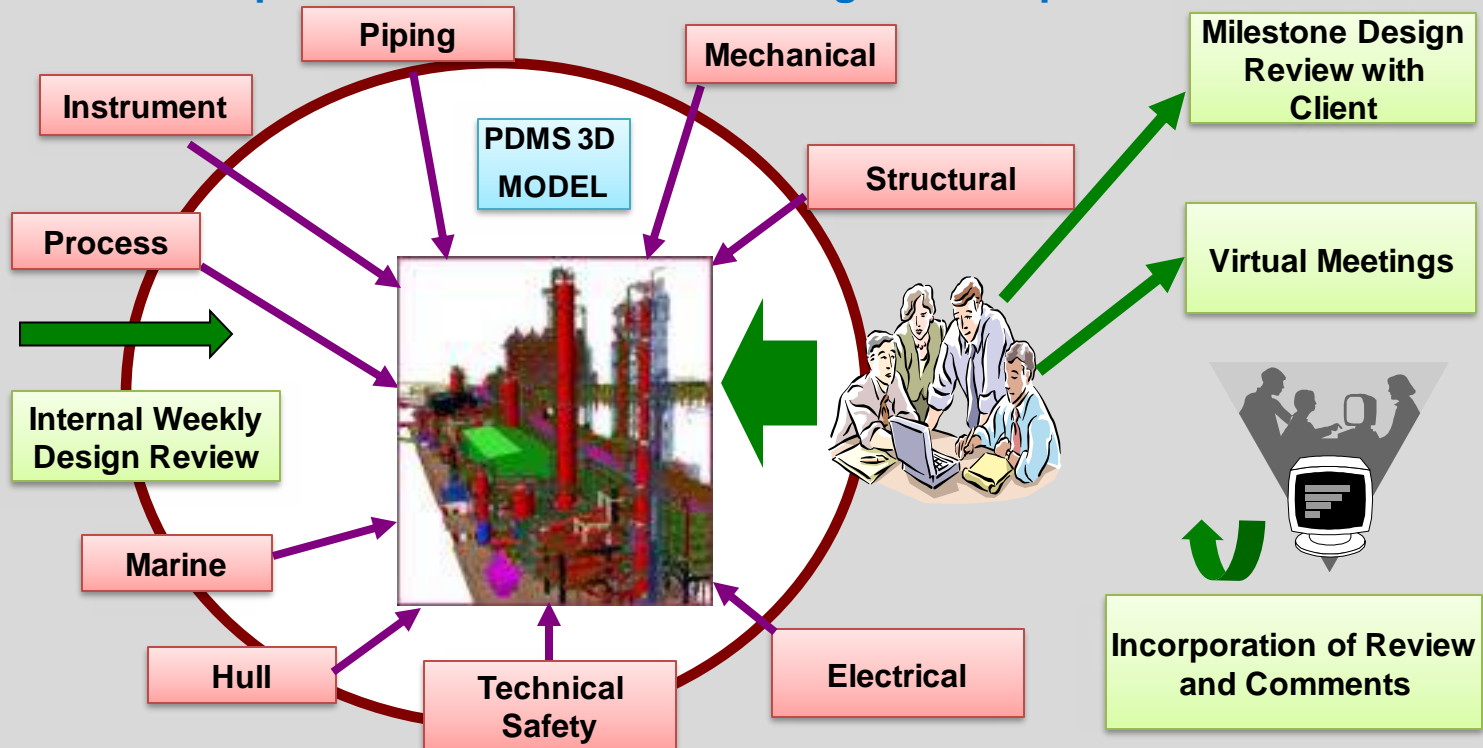 Piping
Mechanical
Instrument
PDMS 3D
MODEL
Structural
Process
Internal Weekly
Design Review
Marine
Hull
Technical
Safety
Electrical
Milestone Design
Review with
Client
Virtual Meetings
Incorporation of Review
and Comments